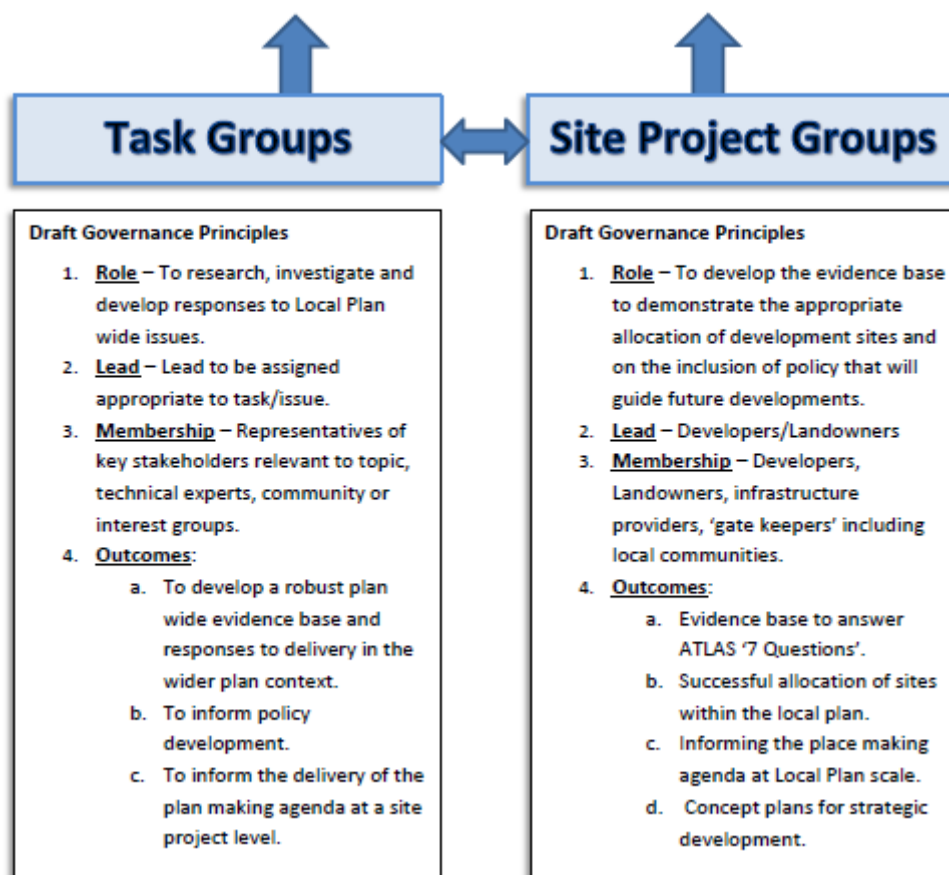 Task Groups
Draft Governance Principles
1. Role – To research, investigate and
develop responses to Local Plan
wide issues.
2. Lead – Lead to be assigned
appropriate to task/issue.
3. Membership – Representatives of
key stakeholders relevant to topic,
technical experts, community or
interest groups.
4. Outcomes:
a. To develop a robust plan
wide evidence base and
responses to delivery in the
wider plan context.
b. To inform policy
development.
c. To inform the delivery of the
plan making agenda at a site
project level.
Site Project Groups
Draft Governance Principles
1. Role – To develop the evidence base
to demonstrate the appropriate
allocation of development sites and
on the inclusion of policy that will
guide future developments.
2. Lead – Developers/Landowners
3. Membership – Developers,
Landowners, infrastructure
providers, ‘gate keepers’ including
local communities.
4. Outcomes:
a. Evidence base to answer
ATLAS ‘7 Questions’.
b. Successful allocation of sites
within the local plan.
c. Informing the place making
agenda at Local Plan scale.
d. Concept plans for strategic
development.